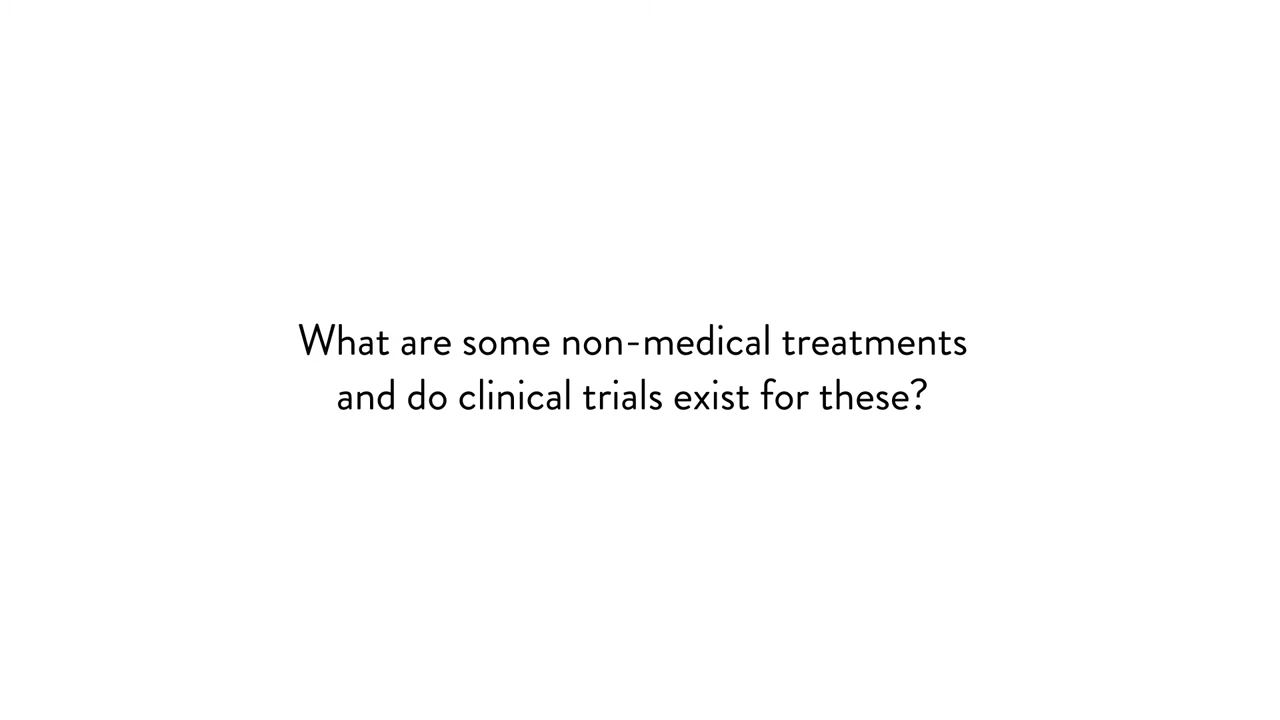 What are some non-medical treatments
and do clinical trials exist for these?